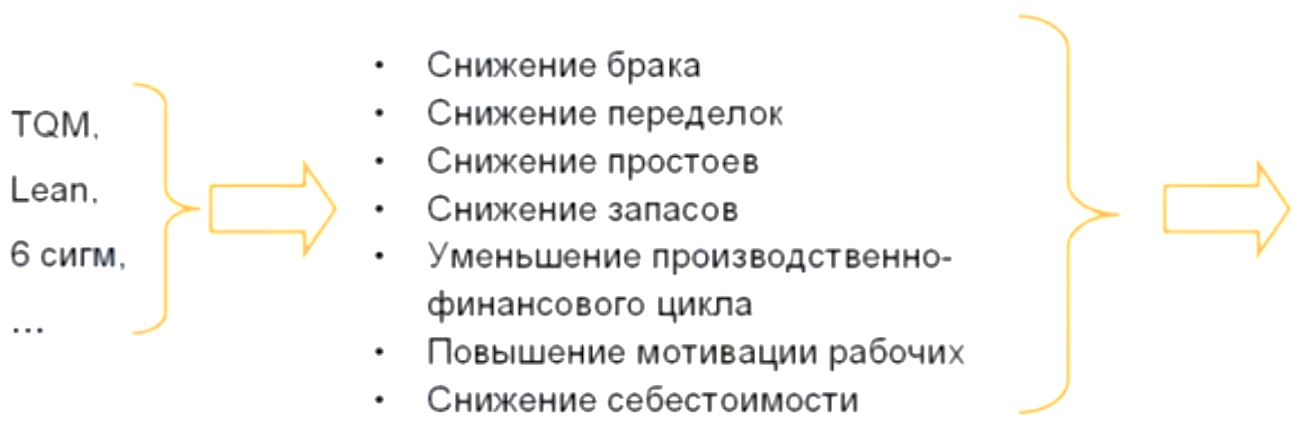 TQM,
Lean,
6 сигм,
...
• Снижение брака
• Снижение переделок
• Снижение простоев
• Снижение запасов
• Уменьшение производственно-
финансового цикла
• Повышение мотивации рабочих
• Снижение себестоимости